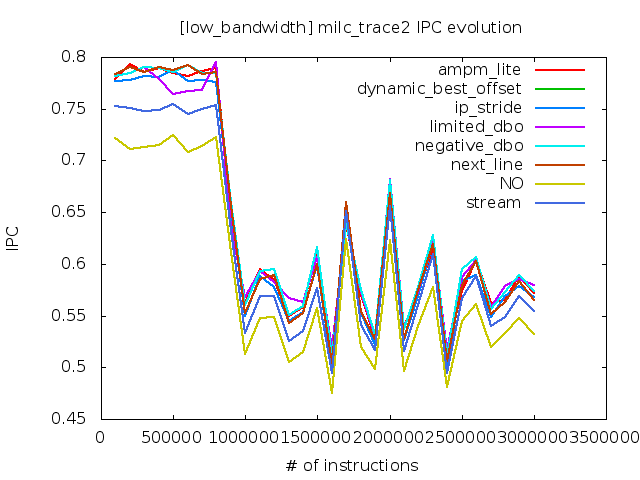 [low_bandwidth] milc_trace2 IPC evolution
0.8
0.75
0.7
0.65
0.6
0.55
0.5
0.45
IPC
ampm_lite
dynamic_best_offset
ip_stride
limited_dbo
negative_dbo
next_line
NO
stream
0 500000 1000000 1500000 2000000 2500000 3000000 3500000
# of instructions